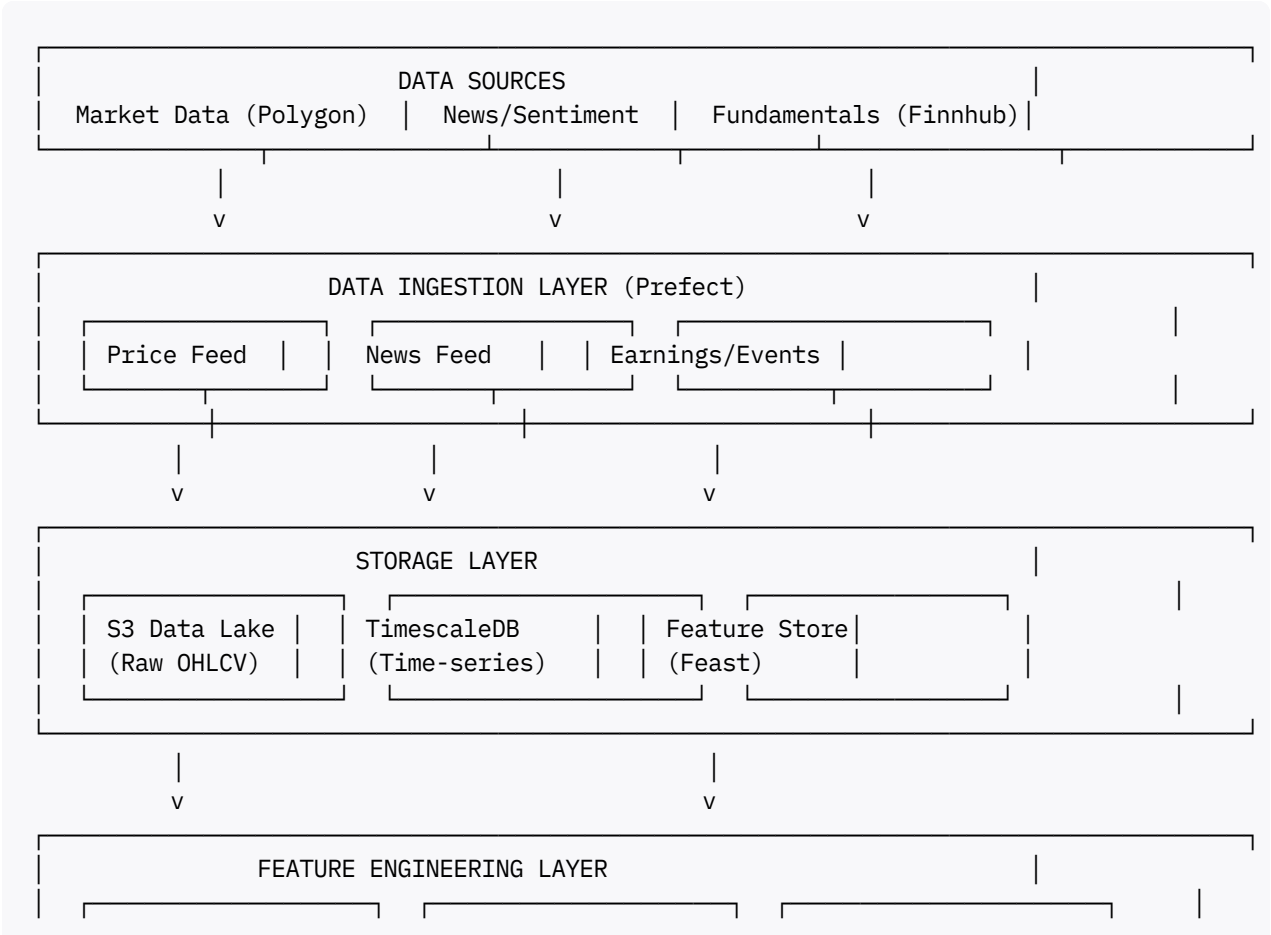 DATA SOURCES
Market Data (Polygon) | News/Sentiment | Fundamentals (Finnhub)|
v v v
DATA INGESTION LAYER (Prefect)
Price Feed | | News Feed | | Earnings/Events |
v v v
STORAGE LAYER
S3 Data Lake | | TimescaleDB | | Feature Store|
(Raw OHLCV) | | (Time-series) | | (Feast) |
v v
FEATURE ENGINEERING LAYER